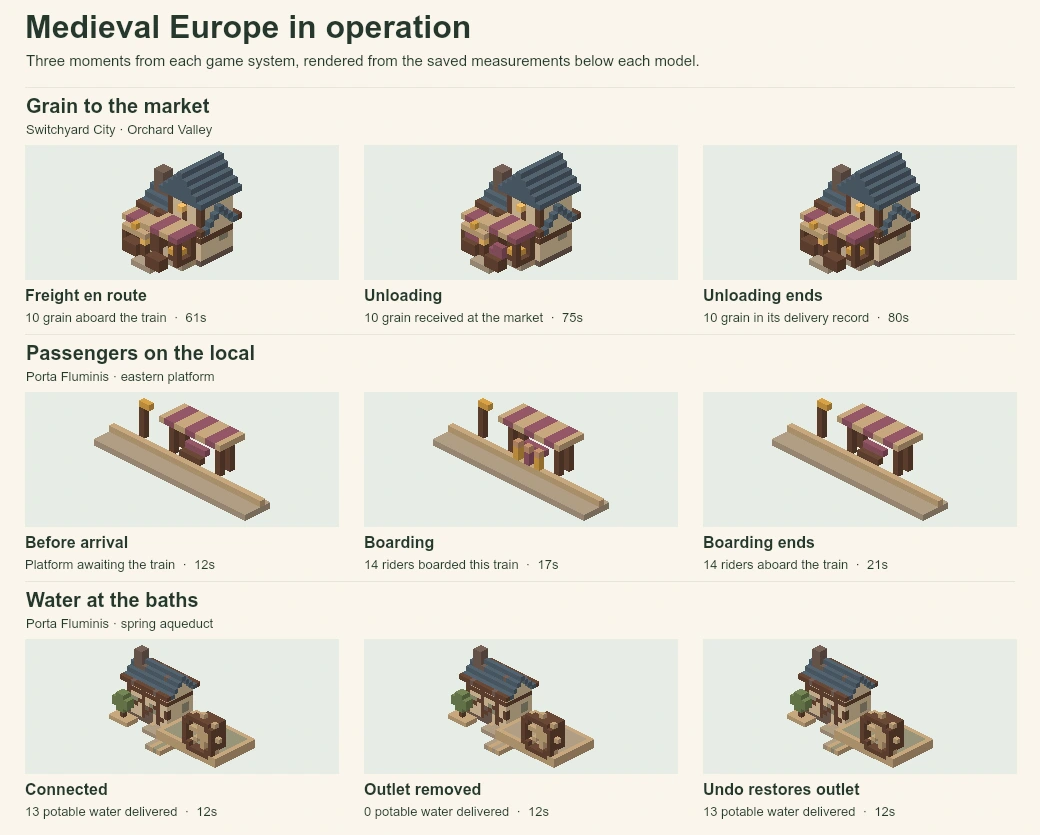 Medieval Europe in operation
Three moments from each game system, rendered from the saved measurements below each model.
Grain to the market
Switchyard City · Orchard Valley
Freight en route
10 grain aboard the train · 61s
Unloading
10 grain received at the market · 75s
Unloading ends
10 grain in its delivery record · 80s
Passengers on the local
Porta Fluminis · eastern platform
Before arrival
Platform awaiting the train · 12s
Boarding
14 riders boarded this train · 17s
Boarding ends
14 riders aboard the train · 21s
Water at the baths
Porta Fluminis · spring aqueduct
Connected
13 potable water delivered · 12s
Outlet removed
0 potable water delivered · 12s
Undo restores outlet
13 potable water delivered · 12s